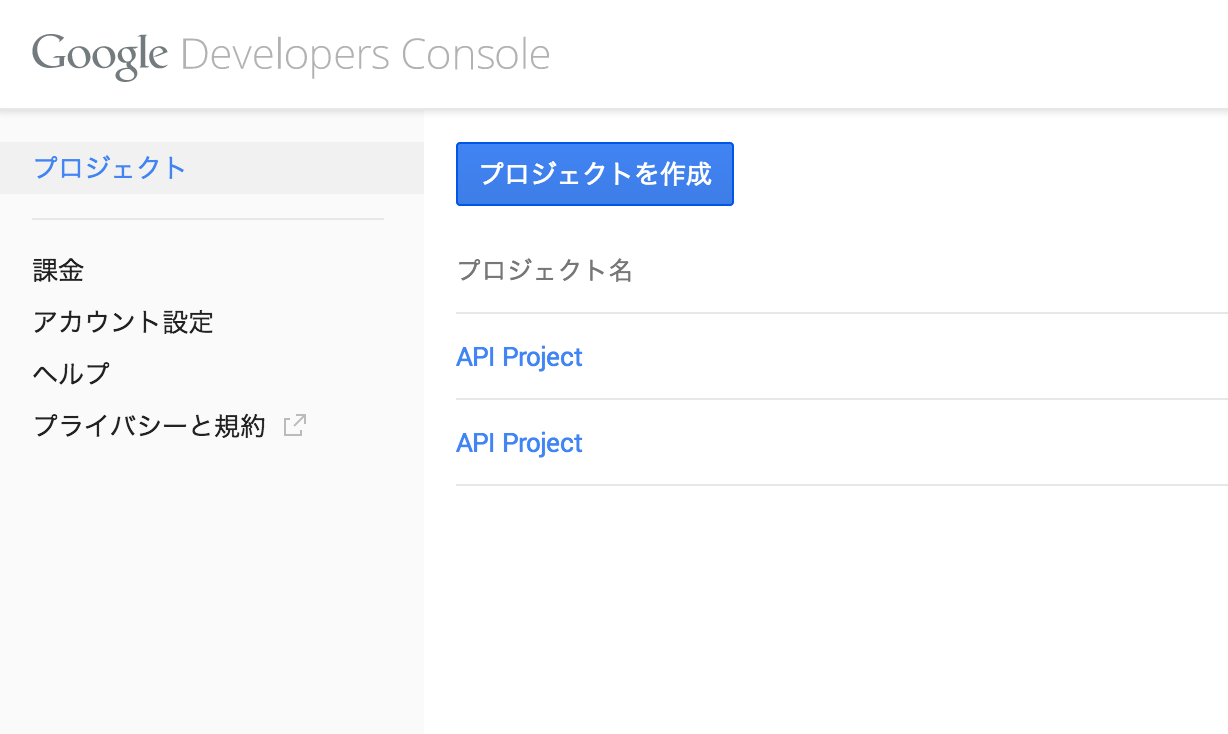 Google Developers Console
プロジェクト
課金
アカウント設定
ヘルプ
プライバシーと規約
プロジェクトを作成
プロジェクト名
API Project
API Project